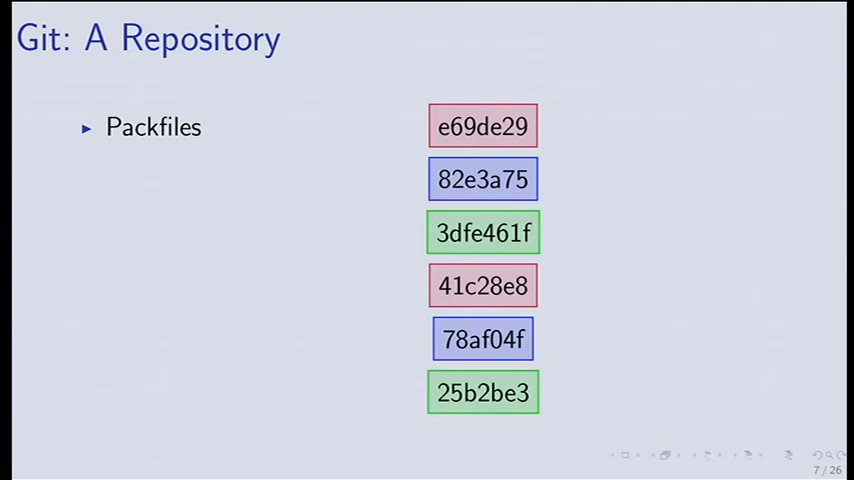 Git: A Repository
Packfiles
e69de29
82e3a75
3dfe461f
41c28e8
78af04f
25b2be3
7 / 26